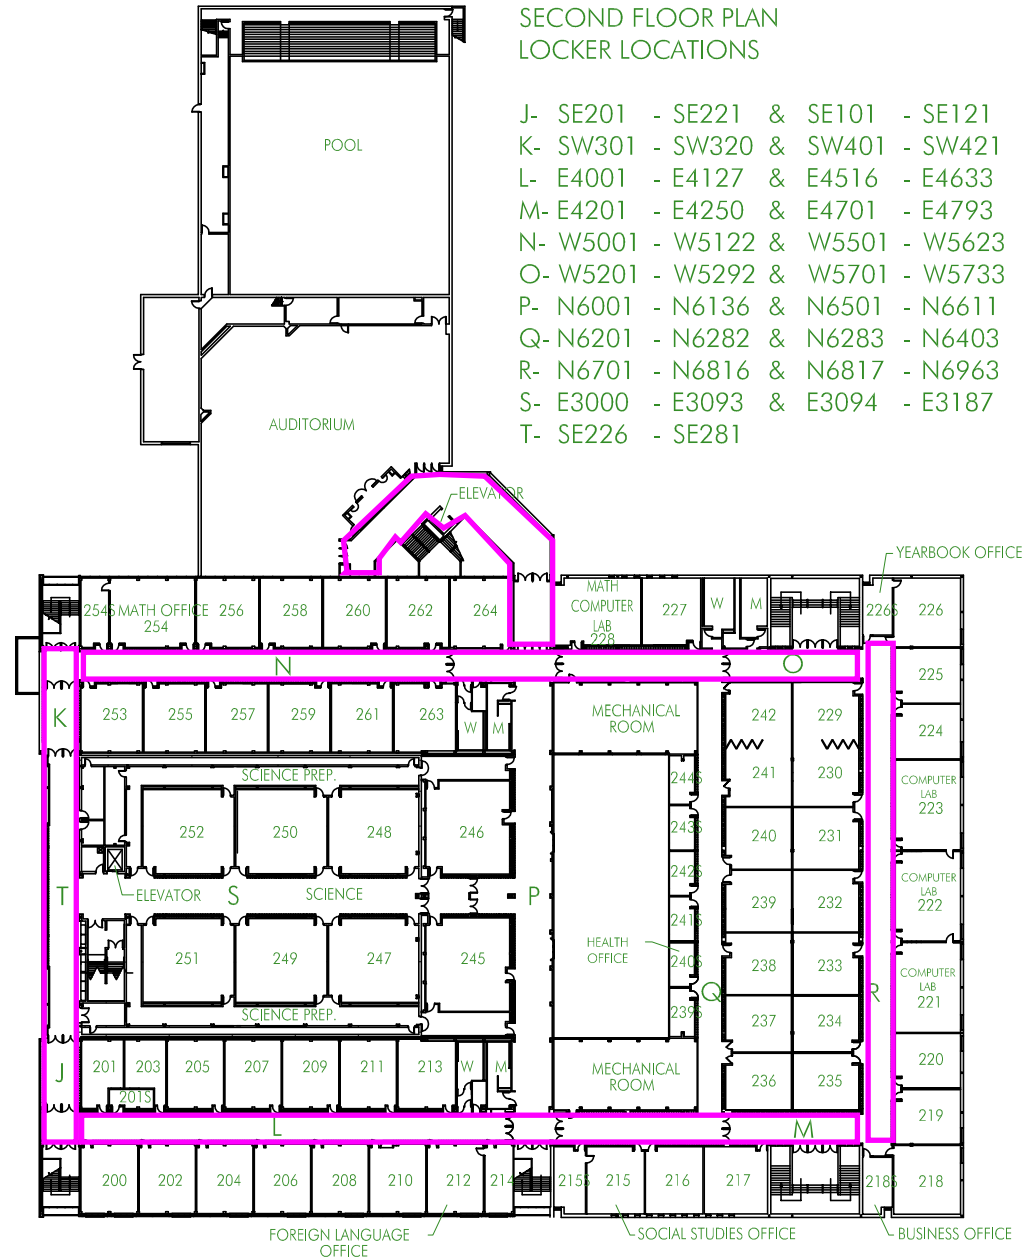 SECOND FLOOR PLAN
LOCKER LOCATIONS
J- SE201 - SE221 & SE101 - SE121
K- SW301 - SW320 & SW401 - SW421
L- E4001 - E4127 & E4516 - E4633
M- E4201 - E4250 & E4701 - E4793
N- W5001 - W5122 & W5501 - W5623
O- W5201 - W5292 & W5701 - W5733
P- N6001 - N6136 & N6501 - N6611
Q- N6201 - N6282 & N6283 - N6403
R- N6701 - N6816 & N6817 - N6963
S- E3000 - E3093 & E3094 - E3187
T- SE226 - SE281
POOL
AUDITORIUM
ELEVATOR
YEARBOOK OFFICE
254S MATH OFFICE 256 258 260 262 264
254
MATH
COMPUTER
LAB
228
227 W M 226S 226
N O
225
K 253 255 257 259 261 263 W M
MECHANICAL
ROOM
242 229 224
SCIENCE PREP.
244S 241 230
COMPUTER
LAB
223
252 250 248 246 243S 240 231
242S
COMPUTER
LAB
222
T ELEVATOR S SCIENCE P 241S 239 232
251 249 247 245
HEALTH
OFFICE
240S 238 233
COMPUTER
LAB
221
Q R
SCIENCE PREP.
239S 237 234
J 201 203 205 207 209 211 213 W M
201S
MECHANICAL
ROOM
236 235 220
219
L M
200 202 204 206 208 210 212 214 215S 215 216 217 218S 218
FOREIGN LANGUAGE
OFFICE
SOCIAL STUDIES OFFICE
BUSINESS OFFICE